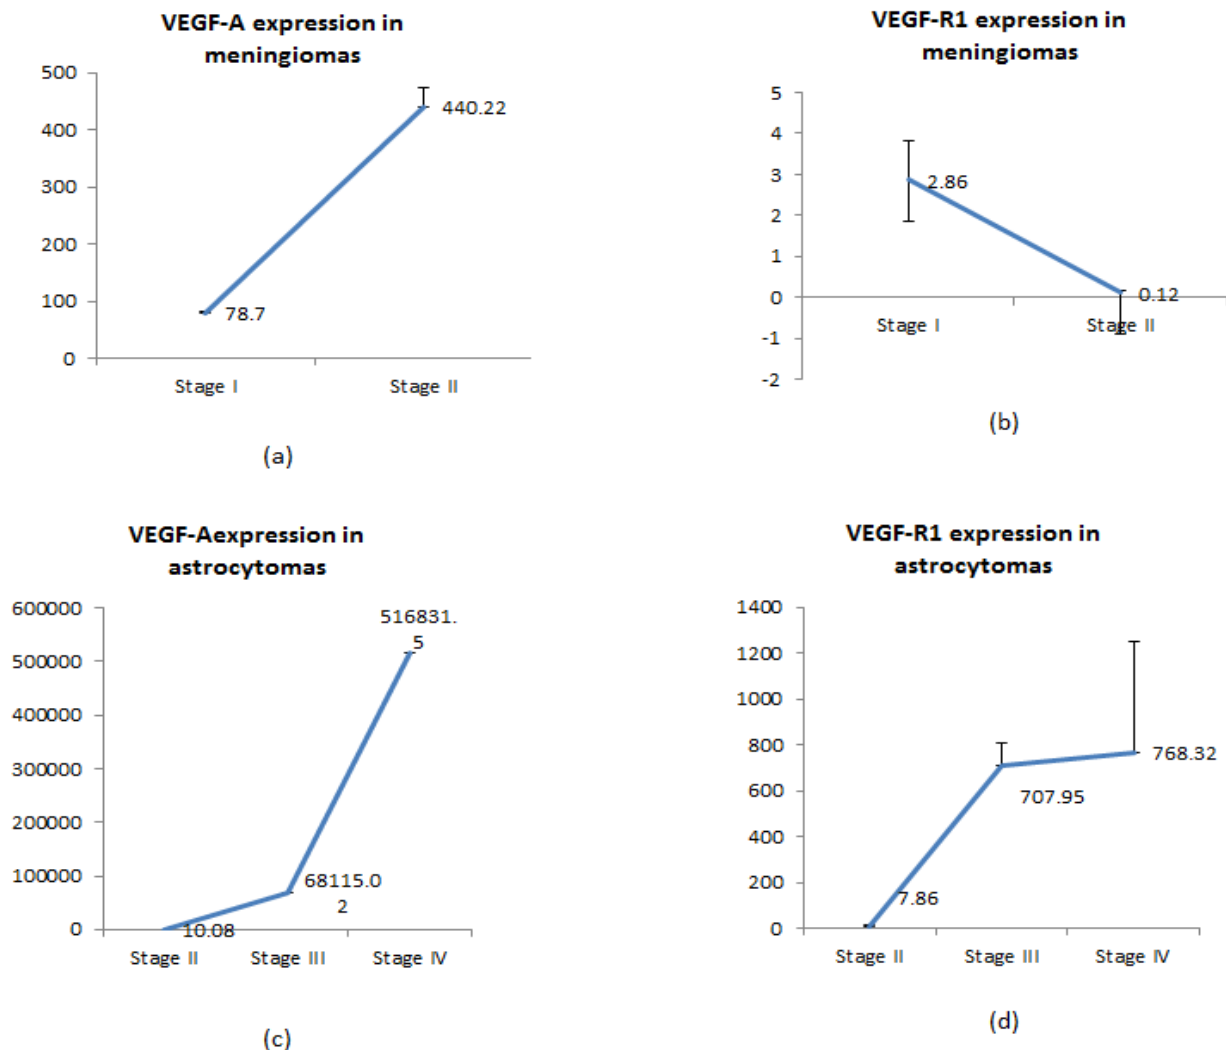 VEGF-A expression in
meningiomas
500
400
300
200
100
0
440.22
78.7
Stage I
Stage II
(a)
VEGF-R1 expression in
meningiomas
5
4
3
2
1
0
-1
-2
2.86
0.12
Stage I
Stage II
(b)
VEGF-Aexpression in
astrocytomas
600000
500000
400000
300000
200000
100000
0
516831.
5
68115.0
2
10.08
Stage II
Stage III
Stage IV
(c)
VEGF-R1 expression in
astrocytomas
1400
1200
1000
800
600
400
200
0
768.32
707.95
7.86
Stage II
Stage III
Stage IV
(d)